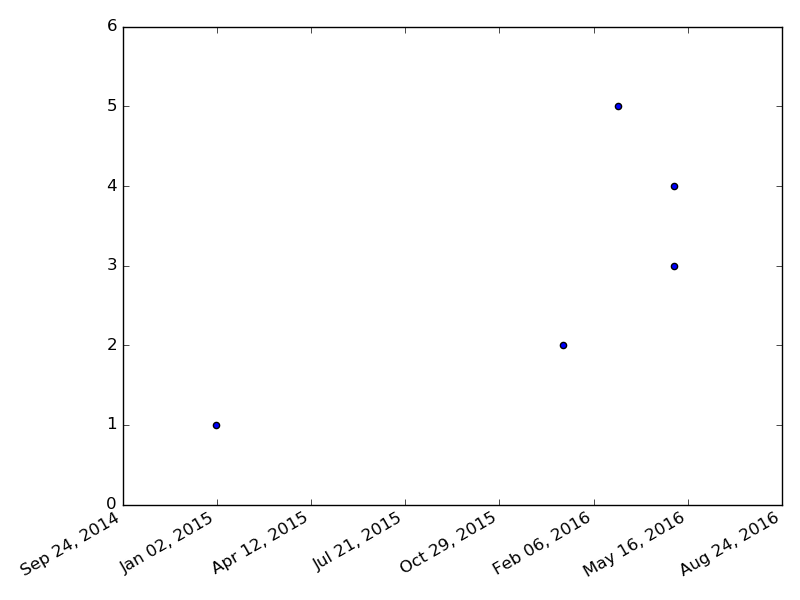 6
5
4
3
2
1
0
Sep 24, 2014
Jan 02, 2015
Apr 12, 2015
Jul 21, 2015
Oct 29, 2015
Feb 06, 2016
May 16, 2016
Aug 24, 2016